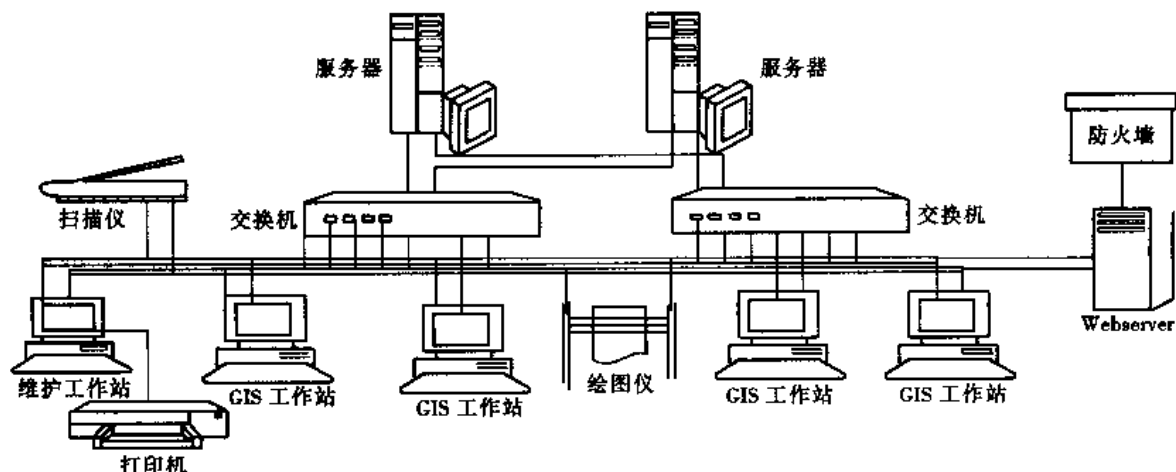 服务器
服务器
防火墙
扫描仪
交换机
交换机
Webserver
维护工作站
GIS 工作站
GIS 工作站
绘图仪
GIS 工作站
GIS 工作站
打印机